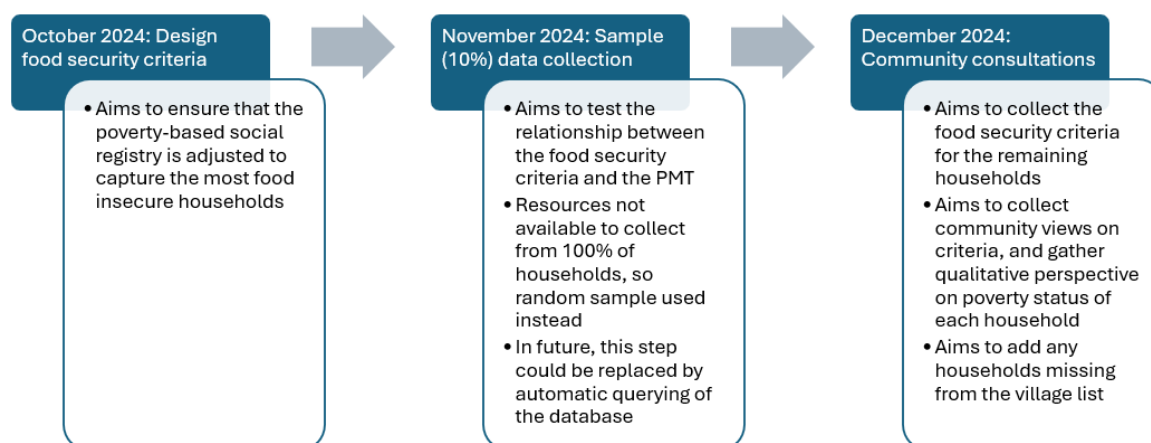 October 2024: Design
food security criteria
• Aims to ensure that the
poverty-based social
registry is adjusted to
capture the most food
insecure households
November 2024: Sample
(10%) data collection
• Aims to test the
relationship between
the food security
criteria and the PMT
• Resources not
available to collect
from 100% of
households, so
random sample used
instead
• In future, this step
could be replaced by
automatic querying of
the database
December 2024:
Community consultations
• Aims to collect the
food security criteria
for the remaining
households
• Aims to collect
community views on
criteria, and gather
qualitative perspective
on poverty status of
each household
• Aims to add any
households missing
from the village list